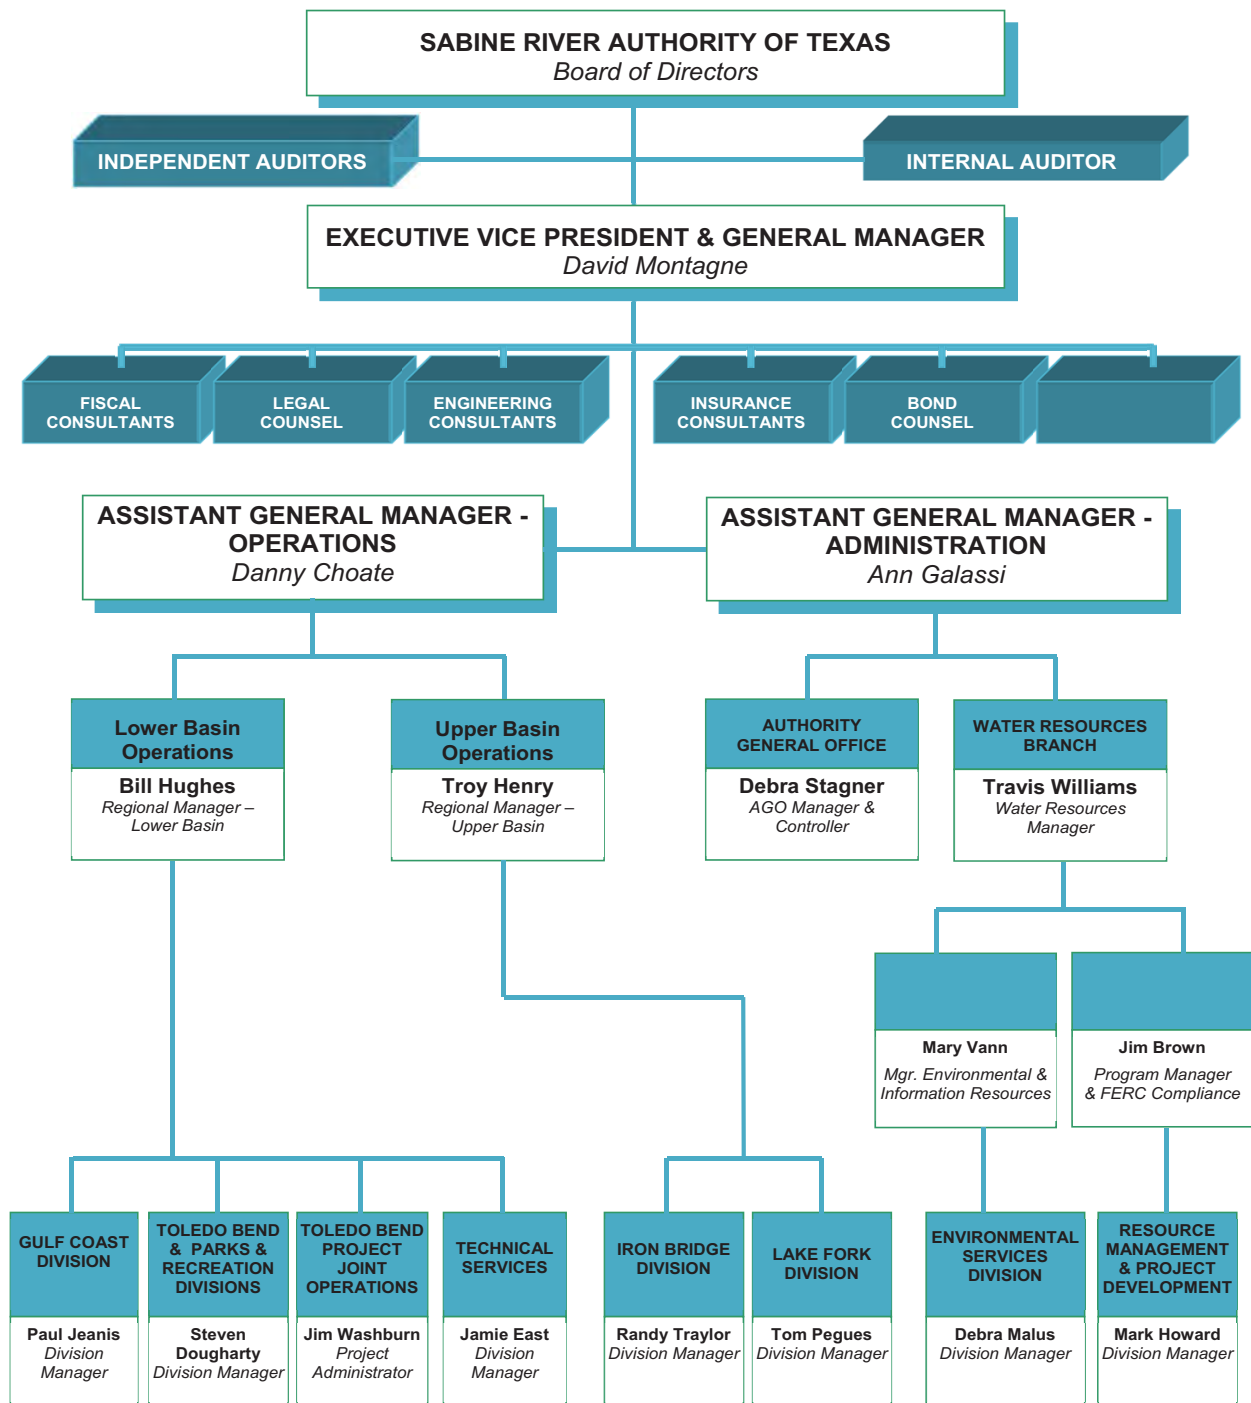 SABINE RIVER AUTHORITY OF TEXAS
Board of Directors
INDEPENDENT AUDITORS
INTERNAL AUDITOR
EXECUTIVE VICE PRESIDENT & GENERAL MANAGER
David Montagne
FISCAL
CONSULTANTS
LEGAL
COUNSEL
ENGINEERING
CONSULTANTS
INSURANCE
CONSULTANTS
BOND
COUNSEL
ASSISTANT GENERAL MANAGER -
OPERATIONS
Danny Choate
ASSISTANT GENERAL MANAGER -
ADMINISTRATION
Ann Galassi
Lower Basin
Operations
Bill Hughes
Regional Manager –
Lower Basin
Upper Basin
Operations
Troy Henry
Regional Manager –
Upper Basin
AUTHORITY
GENERAL OFFICE
Debra Stagner
AGO Manager &
Controller
WATER RESOURCES
BRANCH
Travis Williams
Water Resources
Manager
Mary Vann
Mgr. Environmental &
Information Resources
Jim Brown
Program Manager
& FERC Compliance
GULF COAST
DIVISION
Paul Jeanis
Division
Manager
TOLEDO BEND
& PARKS &
RECREATION
DIVISIONS
Steven
Dougharty
Division Manager
TOLEDO BEND
PROJECT
JOINT
OPERATIONS
Jim Washburn
Project
Administrator
TECHNICAL
SERVICES
Jamie East
Division
Manager
IRON BRIDGE
DIVISION
Randy Traylor
Division Manager
LAKE FORK
DIVISION
Tom Pegues
Division Manager
ENVIRONMENTAL
SERVICES
DIVISION
Debra Malus
Division Manager
RESOURCE
MANAGEMENT
& PROJECT
DEVELOPMENT
Mark Howard
Division Manager